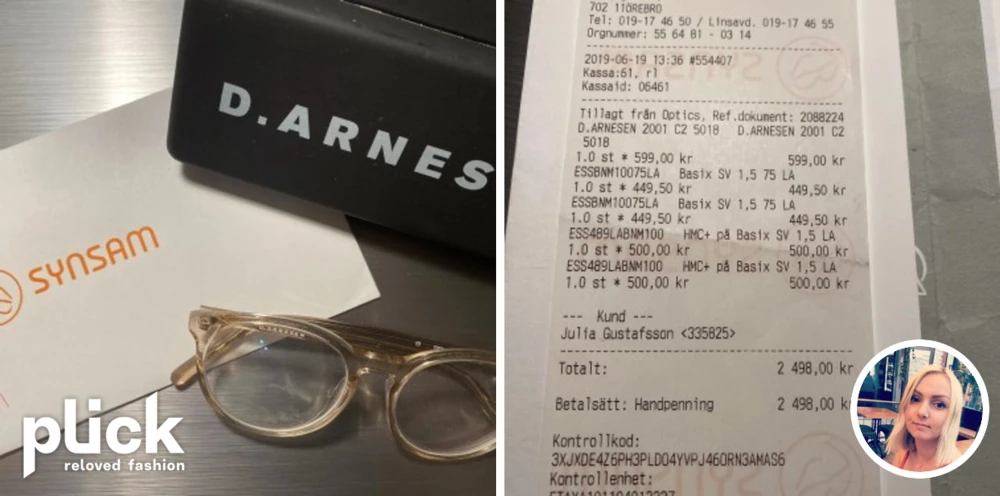 D.ARNES
SYNSAM
D.ARNESEN
plick
reloved fashion
702 11ÖREBRO
Tel: 019-17 46 50 / Linsavd. 019-17 46 55
Orgnummer: 55 64 81 - 03 14
2019-06-19 13:36 #554407
Kassa:61, rl
Kassaid: 06461
Tillagt från Optics, Ref.dokument: 2088224
D.ARNESEN 2001 C2 5018 D.ARNESEN 2001 C2
5018
1.0 st * 599,00 kr 599,00 kr
ESSBNM10075LA Basix SV 1,5 75 LA
1.0 st * 449,50 kr 449,50 kr
ESSBNM10075LA Basix SV 1,5 75 LA
1.0 st * 449,50 kr 449,50 kr
ESS489LABNM100 HMC+ på Basix SV 1,5 LA
1.0 st * 500,00 kr 500,00 kr
ESS489LABNM100 HMC+ på Basix SV 1,5 LA
1.0 st * 500,00 kr 500,00 kr
--- Kund ---
Julia Gustafsson <335825>
Totalt: 2 498,00 kr
Betalsätt: Handpenning 2 498,00 k
Kontrollkod:
3XJXDE4Z6PH3PLDO4YVPJ46ORN3AMAS6
Kontrollenhet: